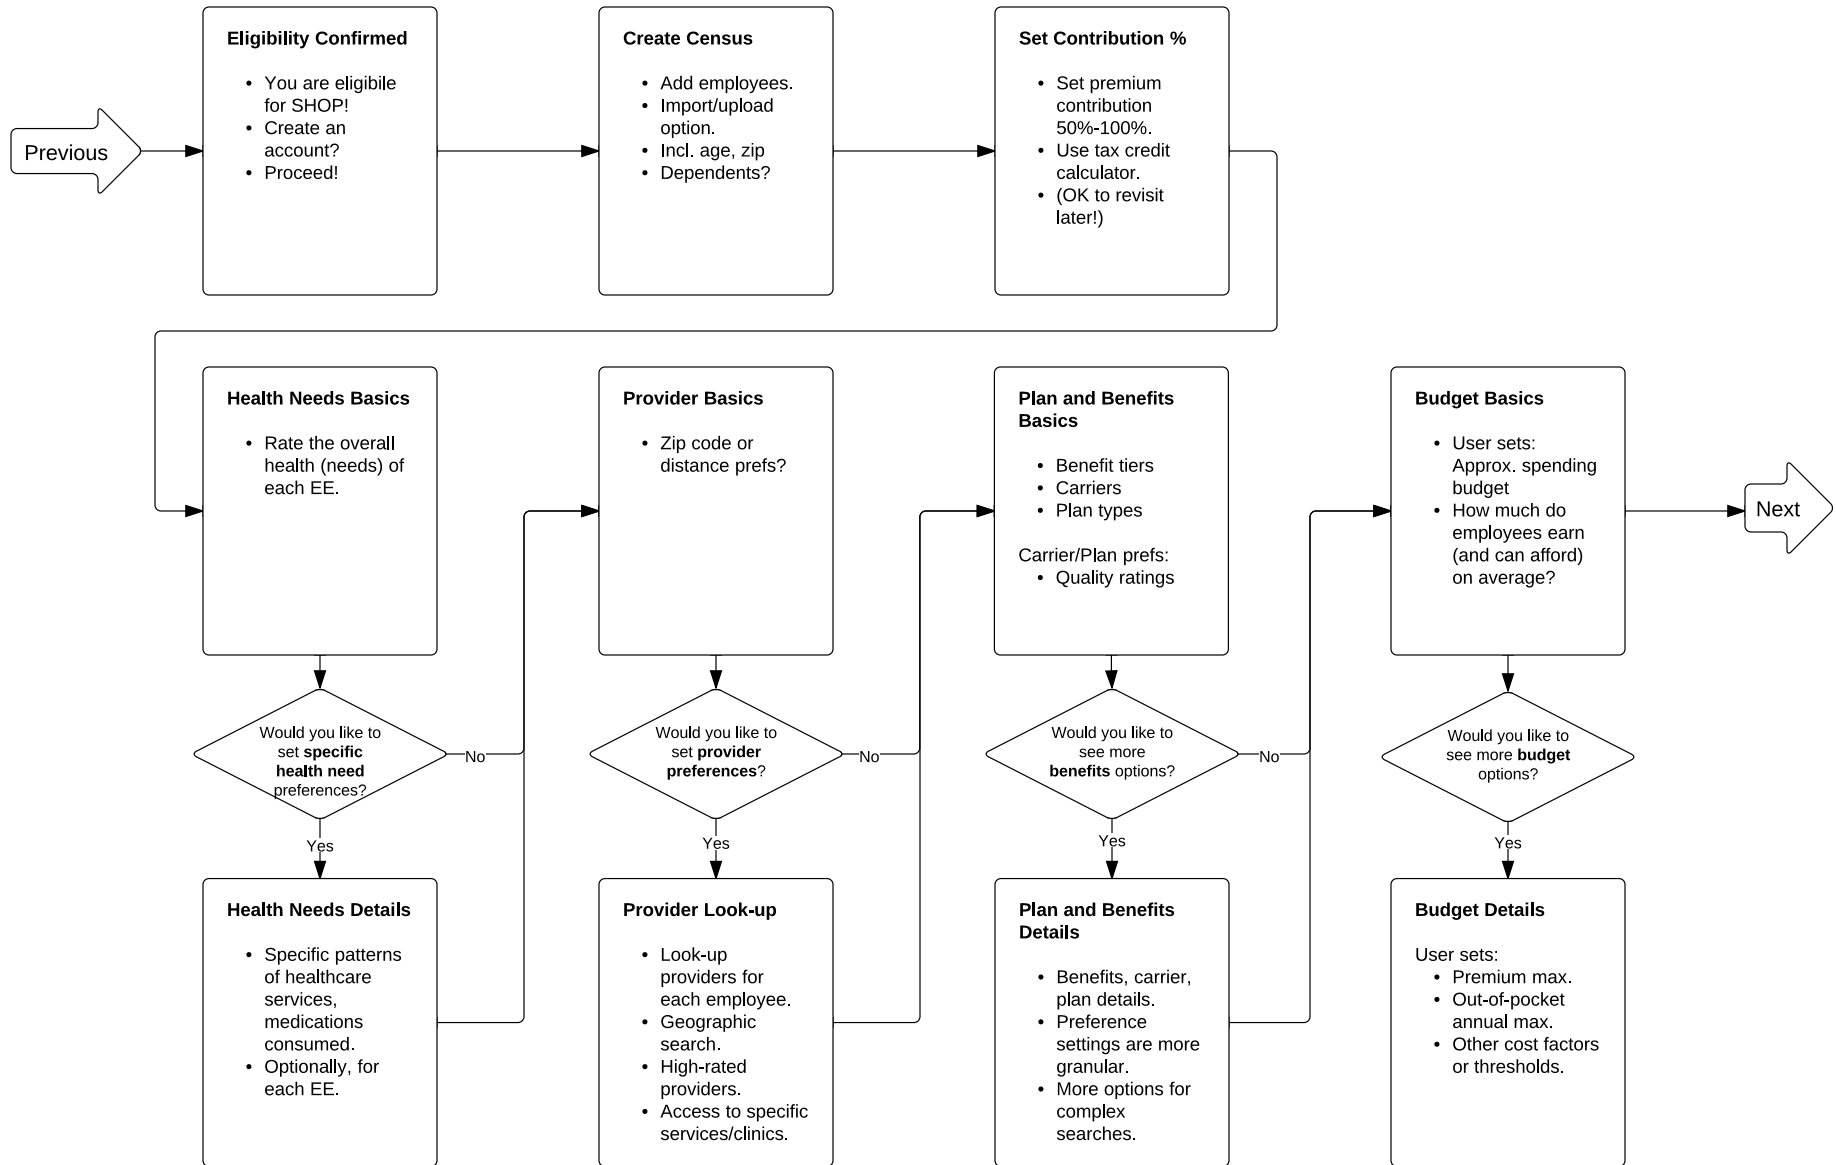 Previous
Eligibility Confirmed
• You are eligibile
for SHOP!
• Create an
account?
• Proceed!
Create Census
• Add employees.
• Import/upload
option.
• Incl. age, zip
• Dependents?
Set Contribution %
• Set premium
contribution
50%-100%.
• Use tax credit
calculator.
• (OK to revisit
later!)
Health Needs Basics
• Rate the overall
health (needs) of
each EE.
Provider Basics
• Zip code or
distance prefs?
Plan and Benefits
Basics
• Benefit tiers
• Carriers
• Plan types
Carrier/Plan prefs:
• Quality ratings
Budget Basics
• User sets:
Approx. spending
budget
• How much do
employees earn
(and can afford)
on average?
Next
Would you like to
set specific
health need
preferences?
No
Yes
Would you like to
set provider
preferences?
No
Yes
Would you like to
see more
benefits options?
No
Yes
Would you like to
see more budget
options?
Yes
Health Needs Details
• Specific patterns
of healthcare
services,
medications
consumed.
• Optionally, for
each EE.
Provider Look-up
• Look-up
providers for
each employee.
• Geographic
search.
• High-rated
providers.
• Access to specific
services/clinics.
Plan and Benefits
Details
• Benefits, carrier,
plan details.
• Preference
settings are more
granular.
• More options for
complex
searches.
Budget Details
User sets:
• Premium max.
• Out-of-pocket
annual max.
• Other cost factors
or thresholds.